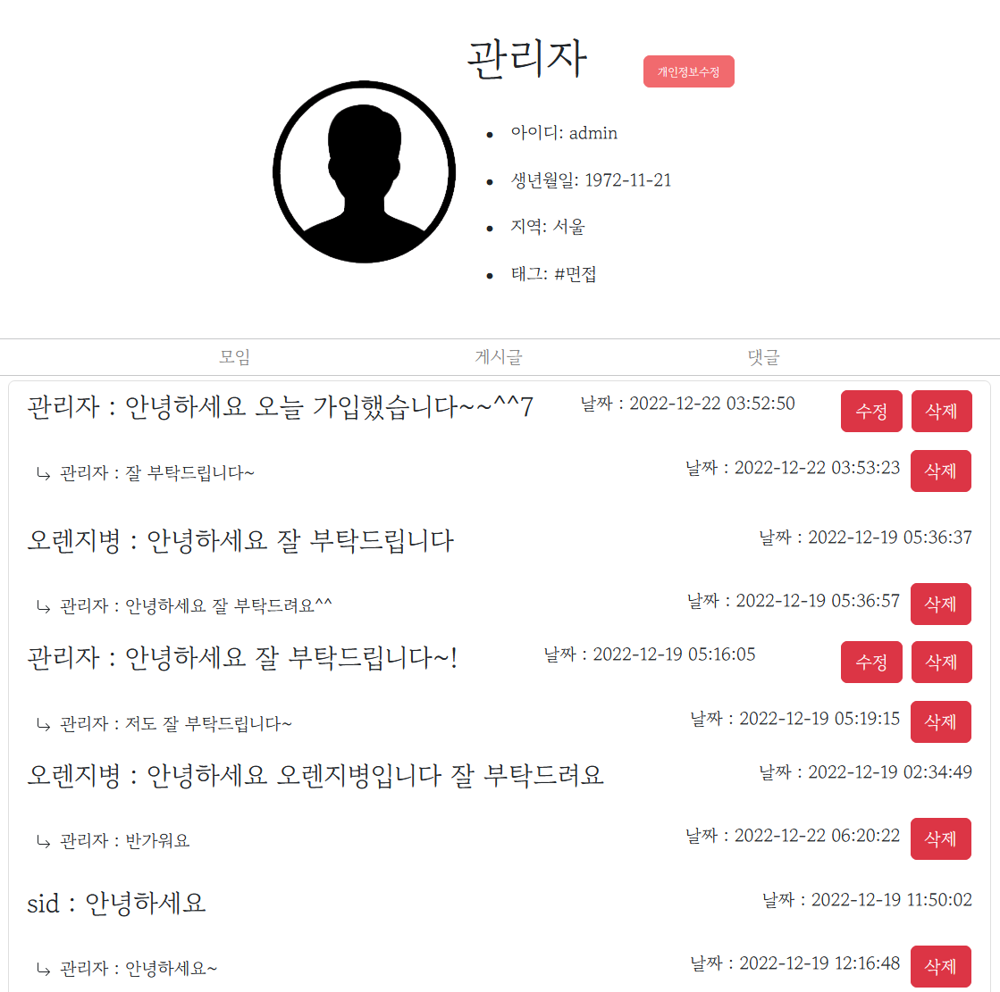 관리자
개인정보수정
아이디: admin
생년월일: 1972-11-21
지역: 서울
태그: #면접
모임 게시글 댓글
관리자 : 안녕하세요 오늘 가입했습니다~~^^7 날짜 : 2022-12-22 03:52:50 수정 삭제
관리자 : 잘 부탁드립니다~ 날짜 : 2022-12-22 03:53:23 삭제
오렌지병 : 안녕하세요 잘 부탁드립니다 날짜 : 2022-12-19 05:36:37
관리자 : 안녕하세요 잘 부탁드려요^^ 날짜 : 2022-12-19 05:36:57 삭제
관리자 : 안녕하세요 잘 부탁드립니다~! 날짜 : 2022-12-19 05:16:05 수정 삭제
관리자 : 저도 잘 부탁드립니다~ 날짜 : 2022-12-19 05:19:15 삭제
오렌지병 : 안녕하세요 오렌지병입니다 잘 부탁드려요 날짜 : 2022-12-19 02:34:49
관리자 : 반가워요 날짜 : 2022-12-22 06:20:22 삭제
sid : 안녕하세요 날짜 : 2022-12-19 11:50:02
관리자 : 안녕하세요~ 날짜 : 2022-12-19 12:16:48 삭제